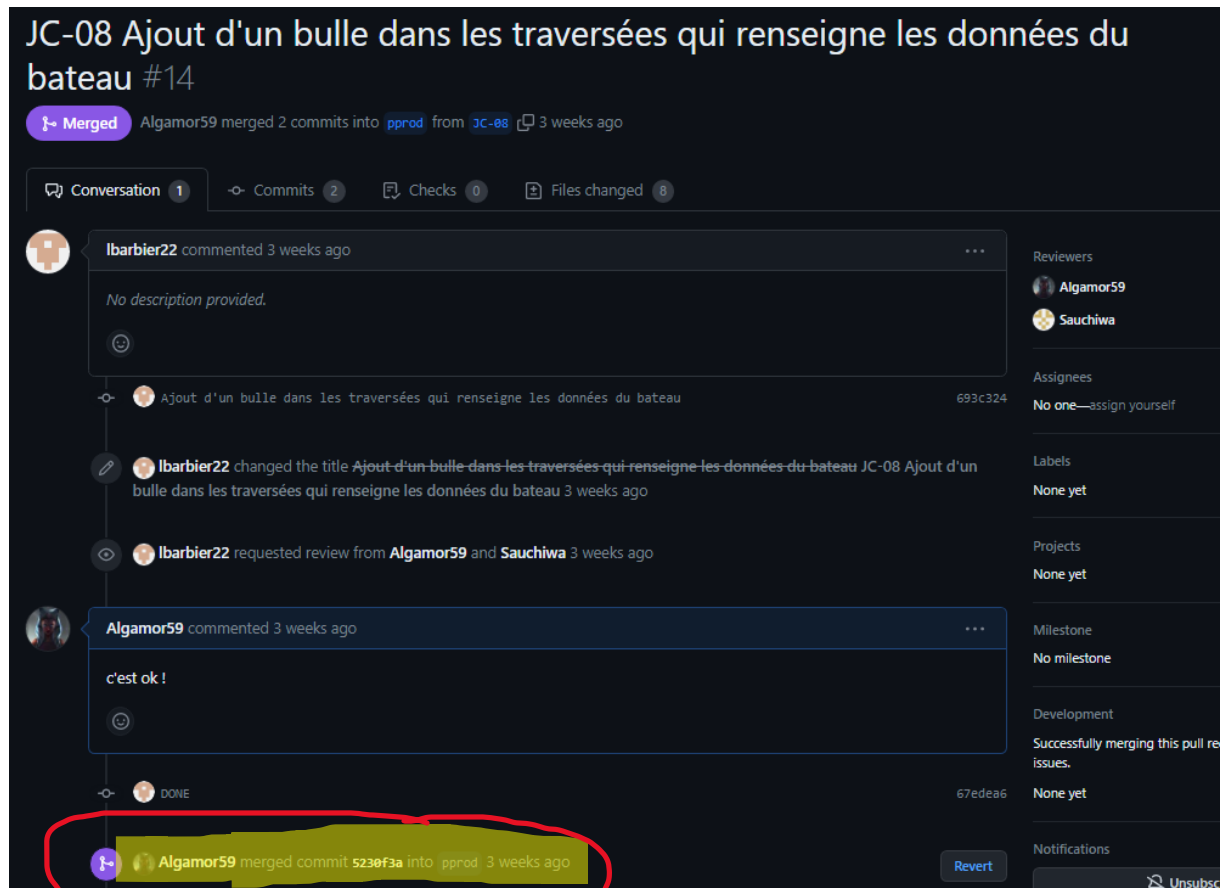 JC-08 Ajout d'un bulle dans les traversées qui renseigne les données du
bateau #14
Merged Algamor59 merged 2 commits into pprod from JC-08 3 weeks ago
Conversation 1 Commits 2 Checks 0 Files changed 8
lbarbier22 commented 3 weeks ago
No description provided.
Ajout d'un bulle dans les traversées qui renseigne les données du bateau 693c324
lbarbier22 changed the title Ajout d'un bulle dans les traversées qui renseigne les données du bateau JC-08 Ajout d'un
bulle dans les traversées qui renseigne les données du bateau 3 weeks ago
lbarbier22 requested review from Algamor59 and Sauchiwa 3 weeks ago
Algamor59 commented 3 weeks ago
c'est ok !
DONE 67edea6
Algamor59 merged commit 5230f3a into pprod 3 weeks ago
Revert
Reviewers
Algamor59
Sauchiwa
Assignees
No one—assign yourself
Labels
None yet
Projects
None yet
Milestone
No milestone
Development
Successfully merging this pull re
issues.
None yet
Notifications
Unsubsc